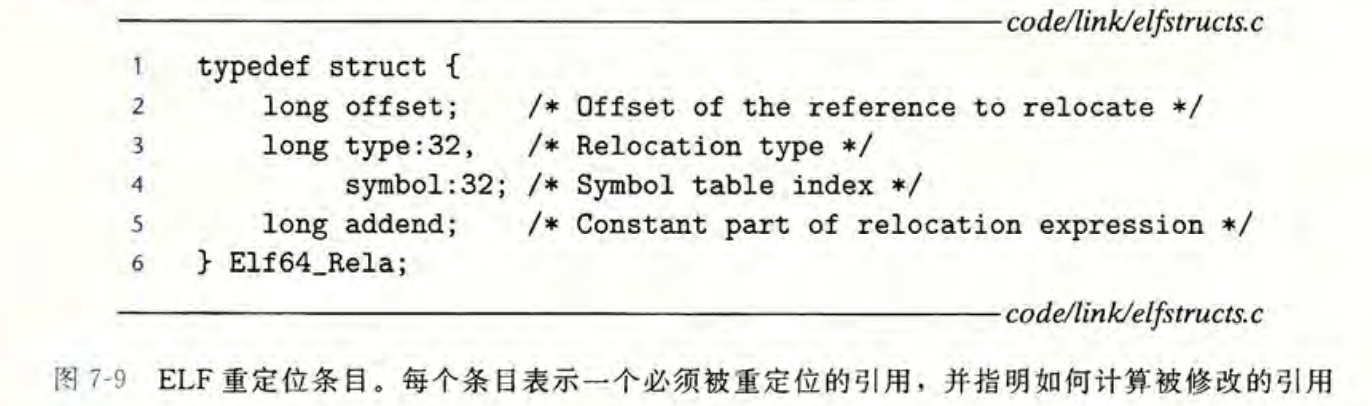 code/link/elfstructs.c
1 typedef struct {
2 long offset; /* Offset of the reference to relocate */
3 long type:32, /* Relocation type */
4 symbol:32; /* Symbol table index */
5 long addend; /* Constant part of relocation expression */
6 } Elf64_Rela;
code/link/elfstructs.c
图 7-9 ELF 重定位条目。每个条目表示一个必须被重定位的引用，并指明如何计算被修改的引用